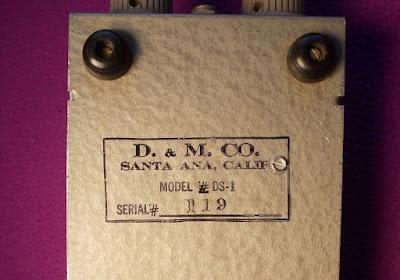 D. & M. CO.
SANTA ANA, CALIF
MODEL # DS-1
SERIAL# 119